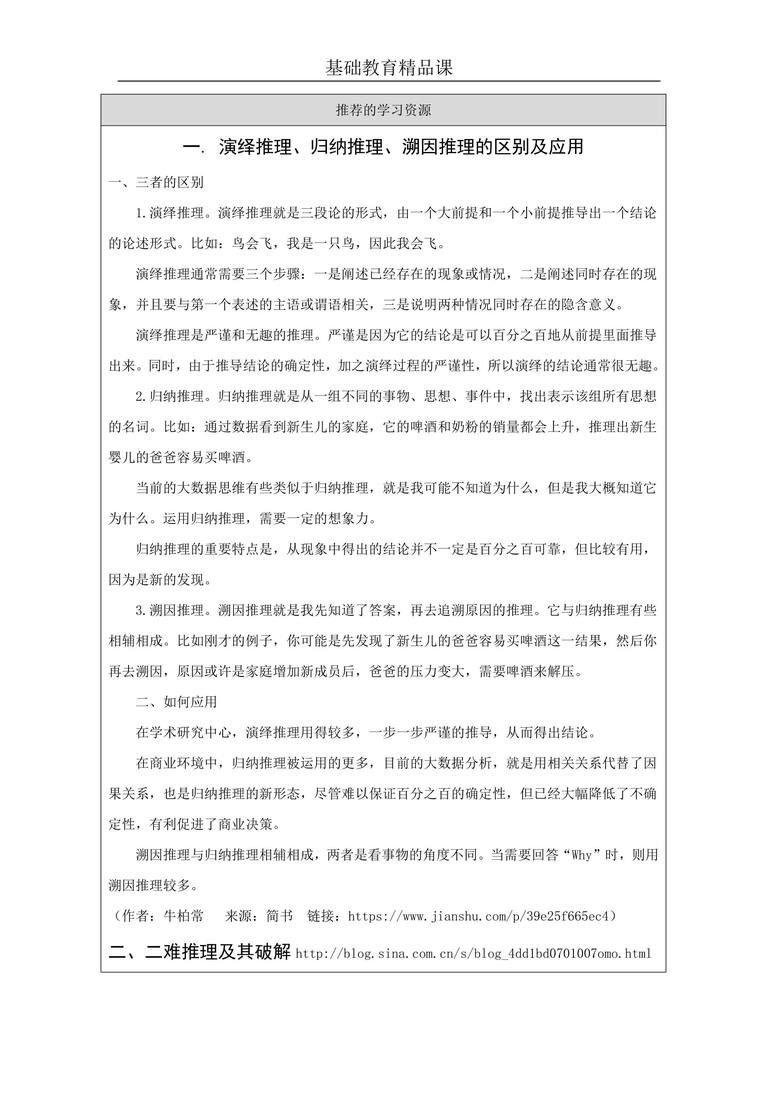 基础教育精品课
推荐的学习资源
一. 演绎推理、归纳推理、溯因推理的区别及应用
一、三者的区别
1.演绎推理。演绎推理就是三段论的形式，由一个大前提和一个小前提推导出一个结论
的论述形式。比如：鸟会飞，我是一只鸟，因此我会飞。
演绎推理通常需要三个步骤：一是阐述已经存在的现象或情况，二是阐述同时存在的现
象，并且要与第一个表述的主语或谓语相关，三是说明两种情况同时存在的隐含意义。
演绎推理是严谨和无趣的推理。严谨是因为它的结论是可以百分之百地从前提里面推导
出来。同时，由于推导结论的确定性，加之演绎过程的严谨性，所以演绎的结论通常很无趣。
2.归纳推理。归纳推理就是从一组不同的事物、思想、事件中，找出表示该组所有思想
的名词。比如：通过数据看到新生儿的家庭，它的啤酒和奶粉的销量都会上升，推理出新生
婴儿的爸爸容易买啤酒。
当前的大数据思维有些类似于归纳推理，就是我可能不知道为什么，但是我大概知道它
为什么。运用归纳推理，需要一定的想象力。
归纳推理的重要特点是，从现象中得出的结论并不一定是百分之百可靠，但比较有用，
因为是新的发现。
3.溯因推理。溯因推理就是我先知道了答案，再去追溯原因的推理。它与归纳推理有些
相辅相成。比如刚才的例子，你可能是先发现了新生儿的爸爸容易买啤酒这一结果，然后你
再去溯因，原因或许是家庭增加新成员后，爸爸的压力变大，需要啤酒来解压。
二、如何应用
在学术研究中心，演绎推理用得较多，一步一步严谨的推导，从而得出结论。
在商业环境中，归纳推理被运用的更多，目前的大数据分析，就是用相关关系代替了因
果关系，也是归纳推理的新形态，尽管难以保证百分之百的确定性，但已经大幅降低了不确
定性，有利促进了商业决策。
溯因推理与归纳推理相辅相成，两者是看事物的角度不同。当需要回答“Why”时，则用
溯因推理较多。
（作者：牛柏常 来源：简书 链接：https://www.jianshu.com/p/39e25f665ec4）
二、二难推理及其破解 http://blog.sina.com.cn/s/blog_4dd1bd0701007omo.html